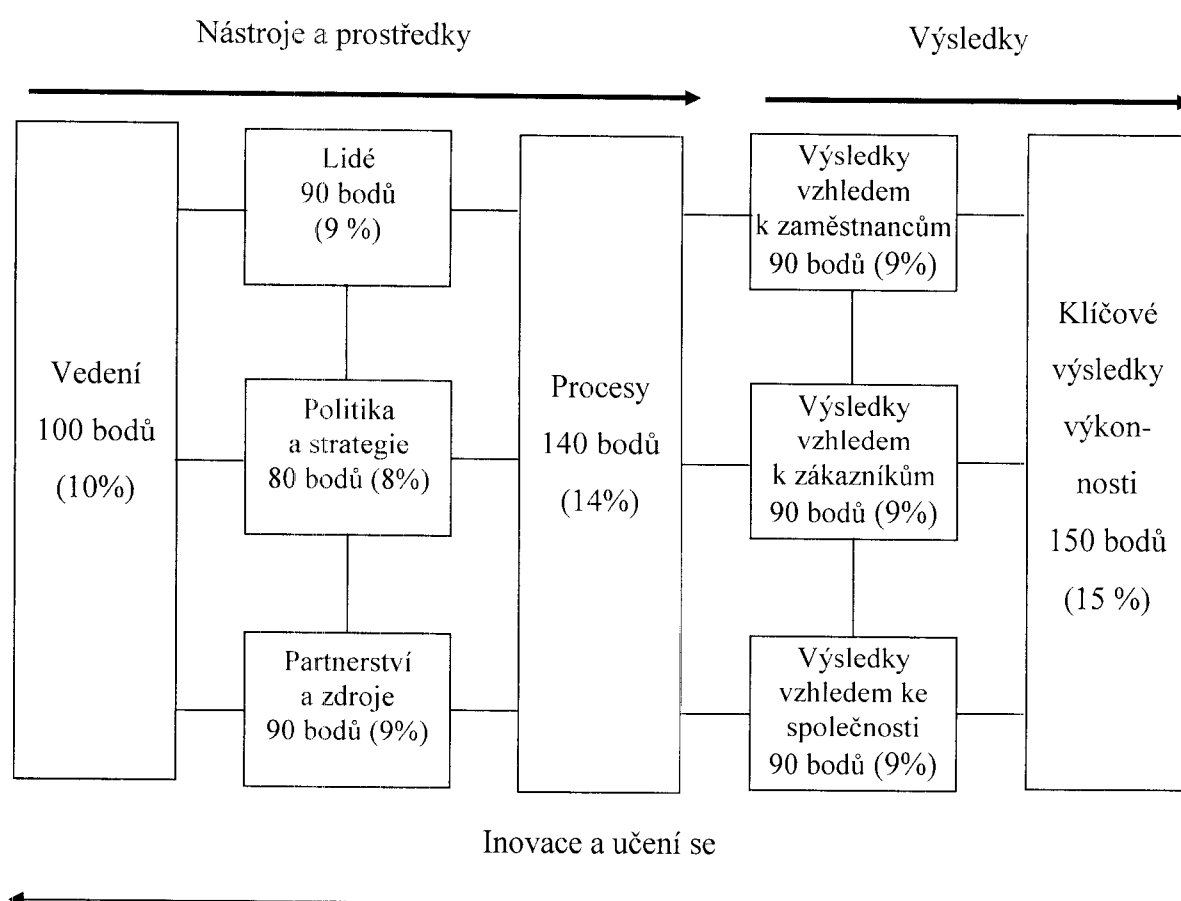 Nástroje a prostředky
Výsledky
Vedení
100 bodů
(10%)
Lidé
90 bodů
(9 %)
Politika
a strategie
80 bodů (8%)
Partnerství
a zdroje
90 bodů (9%)
Procesy
140 bodů
(14%)
Výsledky
vzhledem
k zaměstnancům
90 bodů (9%)
Výsledky
vzhledem
k zákazníkům
90 bodů (9%)
Výsledky
vzhledem ke
společnosti
90 bodů (9%)
Klíčové
výsledky
výkon-
nosti
150 bodů
(15 %)
Inovace a učení se